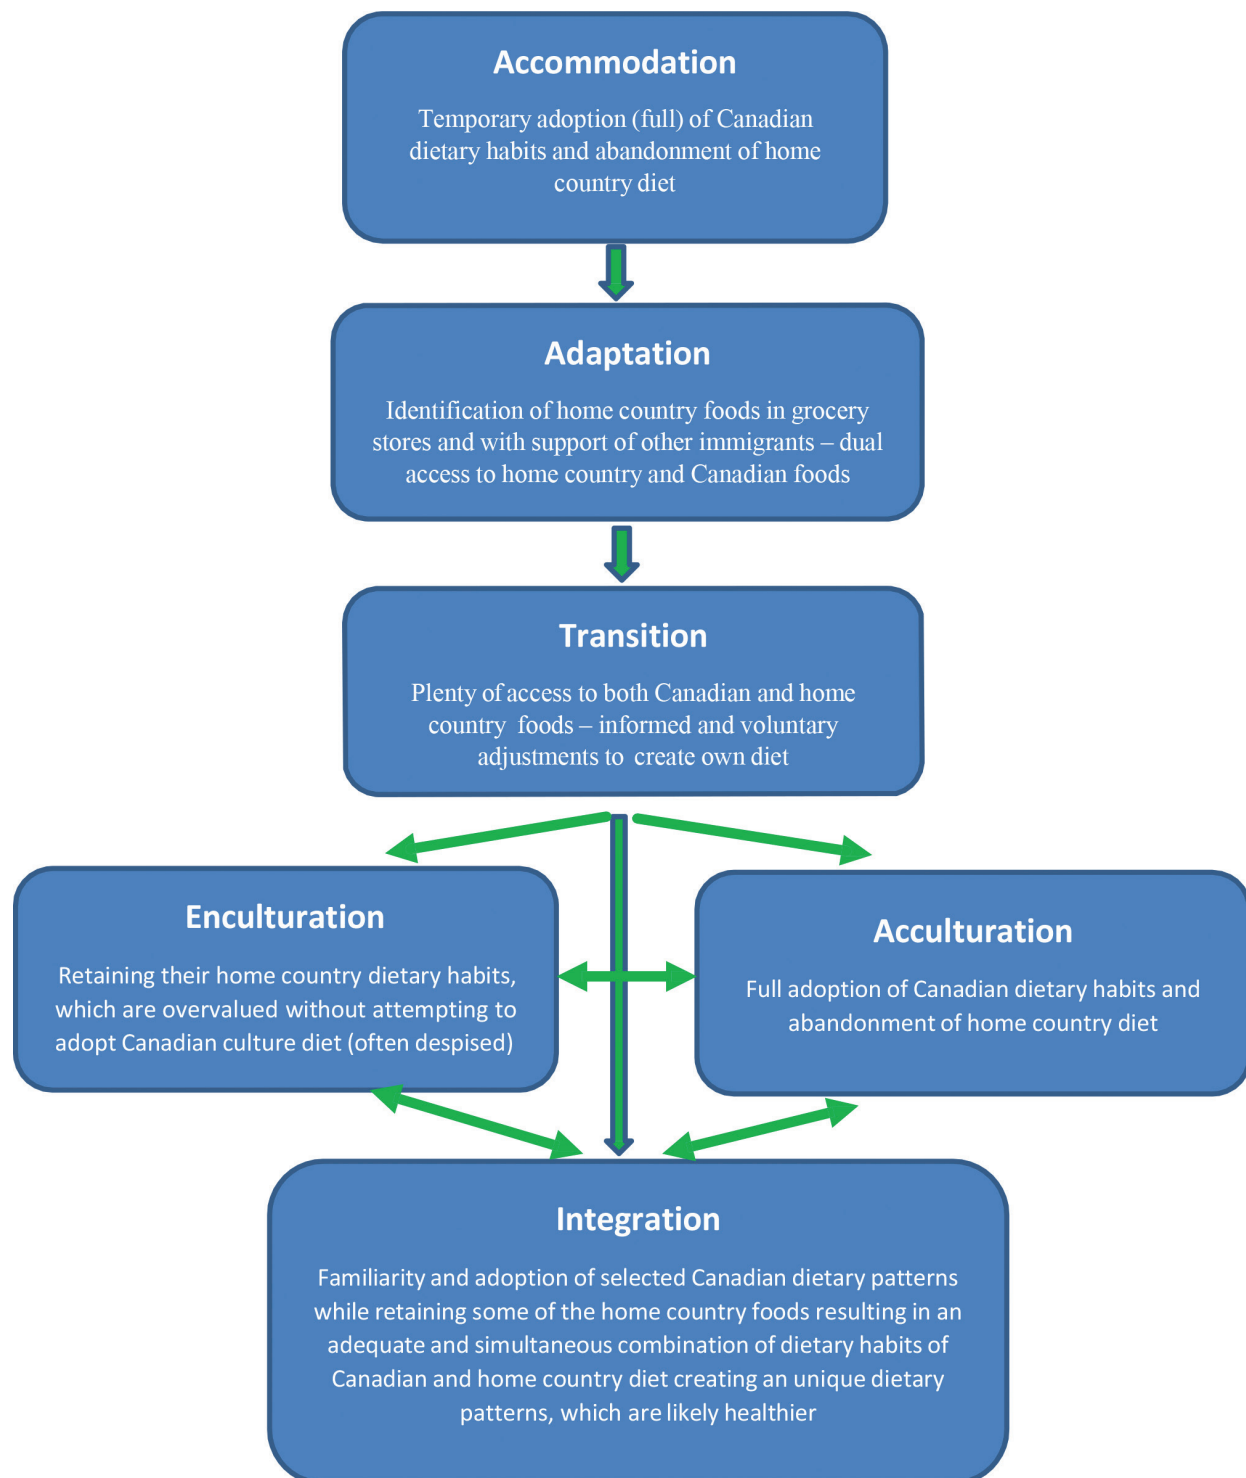 Accommodation
Temporary adoption (full) of Canadian
dietary habits and abandonment of home
country diet
Adaptation
Identification of home country foods in grocery
stores and with support of other immigrants – dual
access to home country and Canadian foods
Transition
Plenty of access to both Canadian and home
country foods – informed and voluntary
adjustments to create own diet
Enculturation
Retaining their home country dietary habits,
which are overvalued without attempting to
adopt Canadian culture diet (often despised)
Acculturation
Full adoption of Canadian dietary habits and
abandonment of home country diet
Integration
Familiarity and adoption of selected Canadian dietary patterns
while retaining some of the home country foods resulting in an
adequate and simultaneous combination of dietary habits of
Canadian and home country diet creating an unique dietary
patterns, which are likely healthier